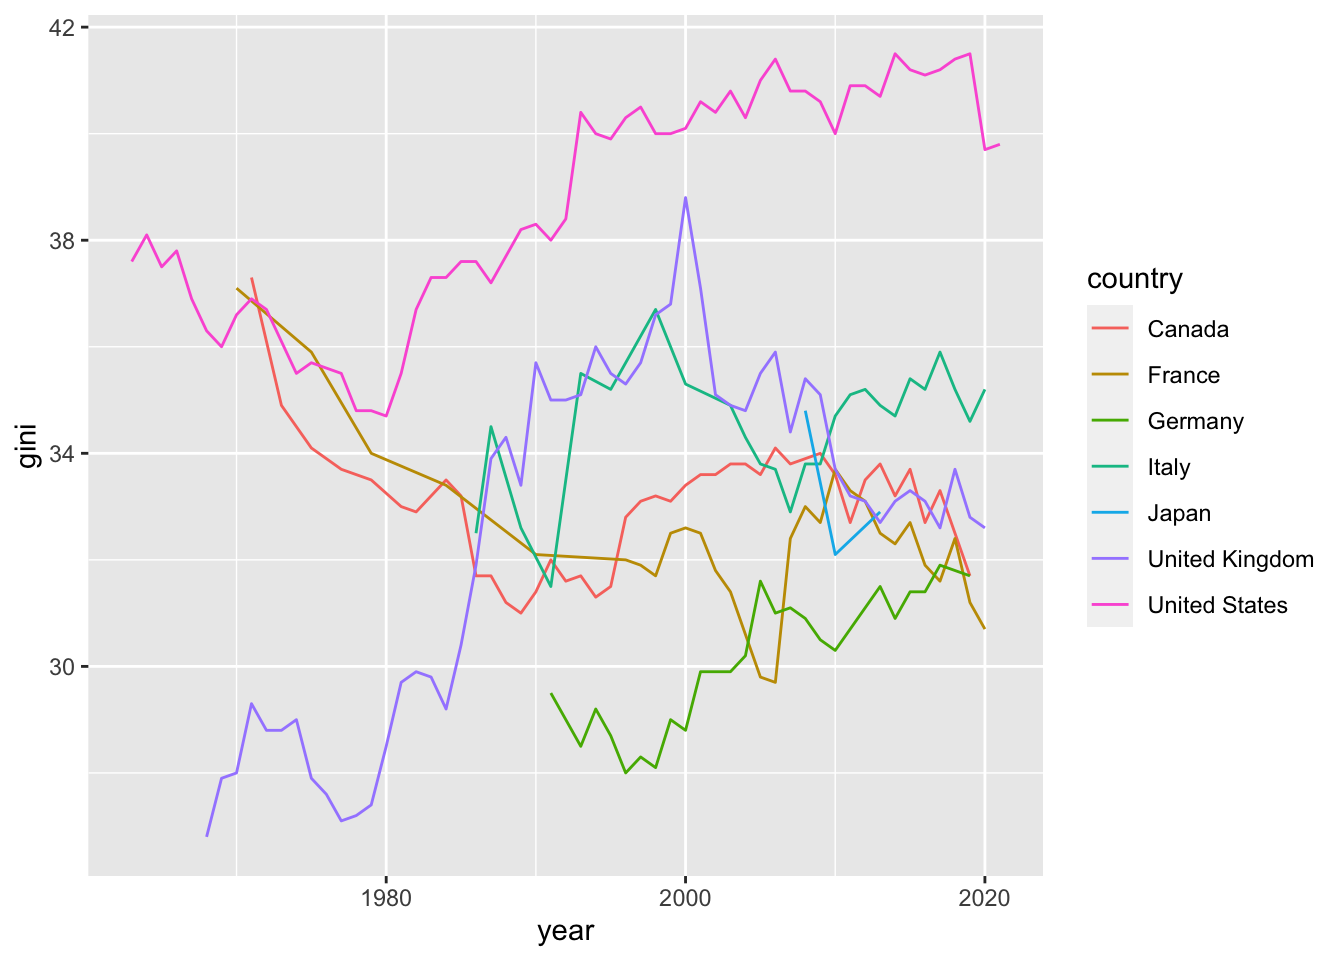 42
38
34
30
gini
1980
2000
2020
year
country
Canada
France
Germany
Italy
Japan
United Kingdom
United States